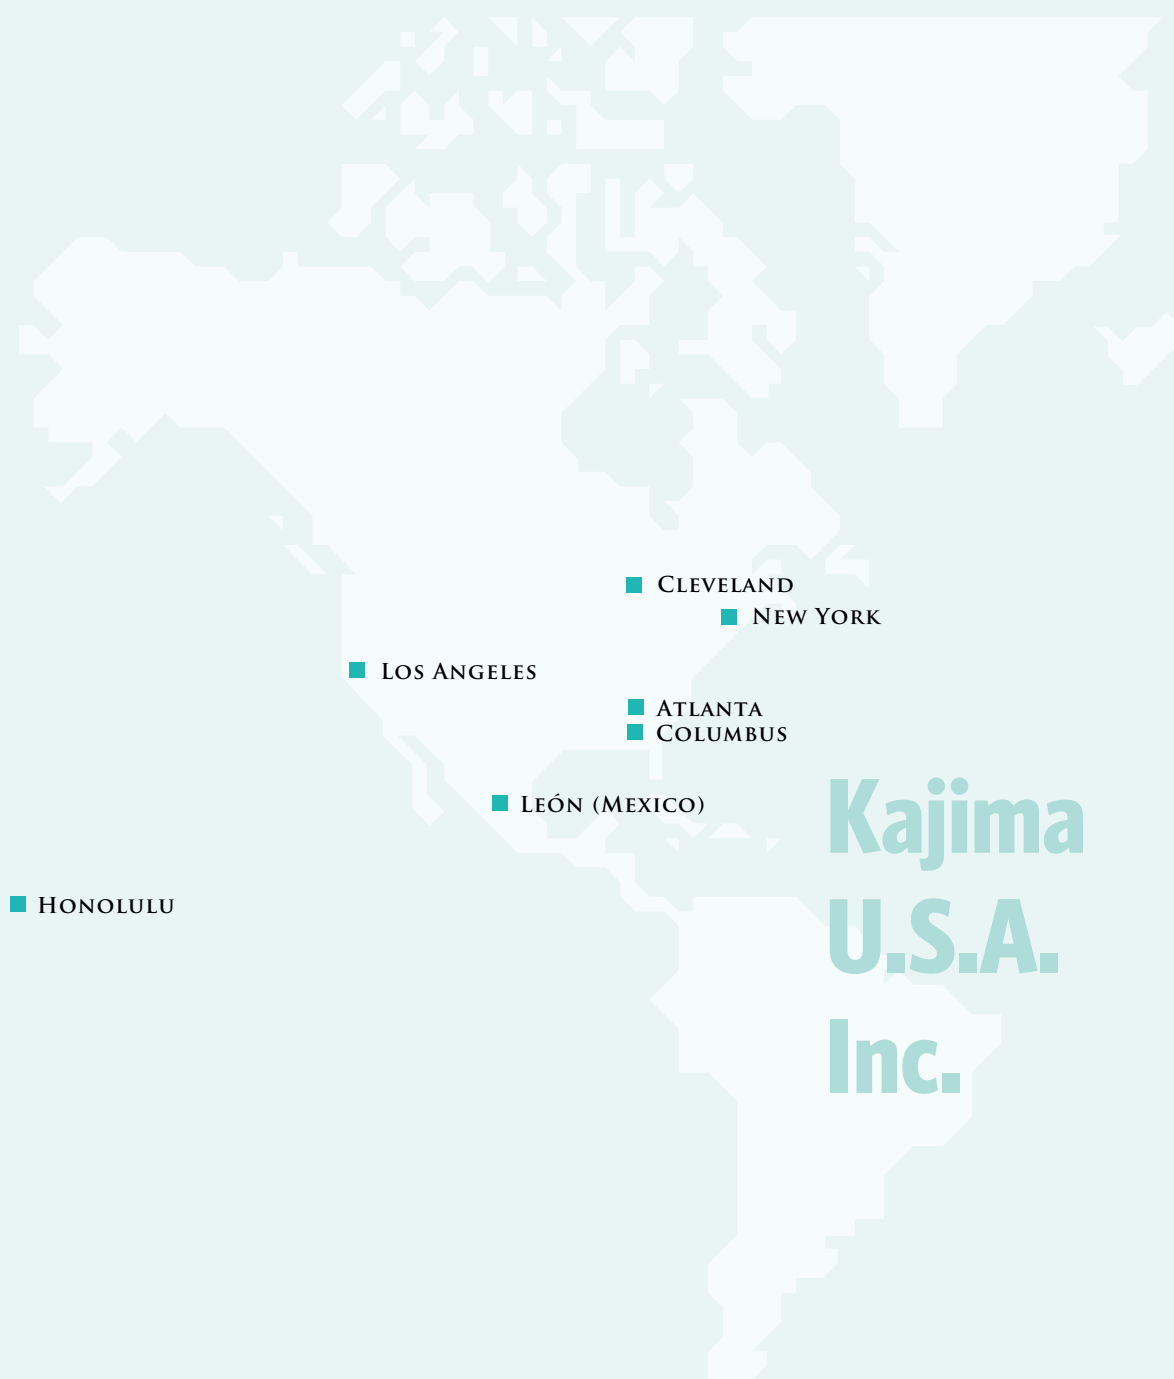 Cleveland
New York
Los Angeles
Atlanta
Columbus
León (Mexico)
Honolulu
Kajima
U.S.A.
Inc.